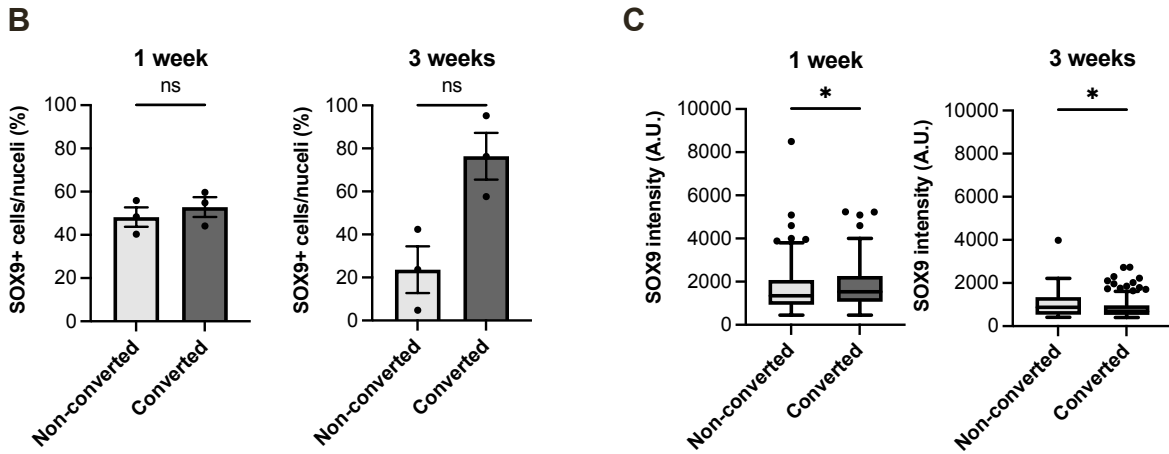 B
1 week
ns
SOX9+ cells/nuceli (%)
100
80
60
40
20
0
Non-converted
Converted
3 weeks
ns
SOX9+ cells/nuceli (%)
100
80
60
40
20
0
Non-converted
Converted
C
1 week
*
SOX9 intensity (A.U.)
10000
8000
6000
4000
2000
0
Non-converted
Converted
3 weeks
*
SOX9 intensity (A.U.)
10000
8000
6000
4000
2000
0
Non-converted
Converted